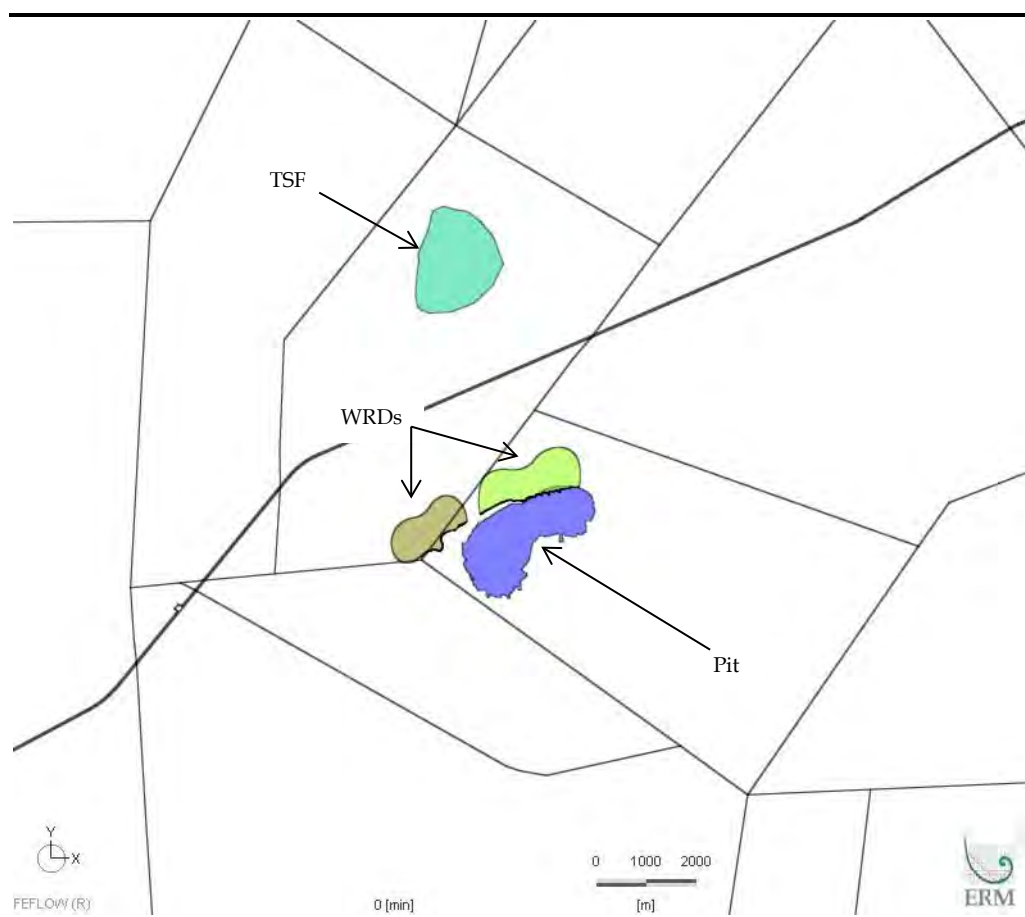 TSF
WRDs
Pit
Y
X
0 1000 2000
FEFLOW (R)
0 [min]
[m]
ERM